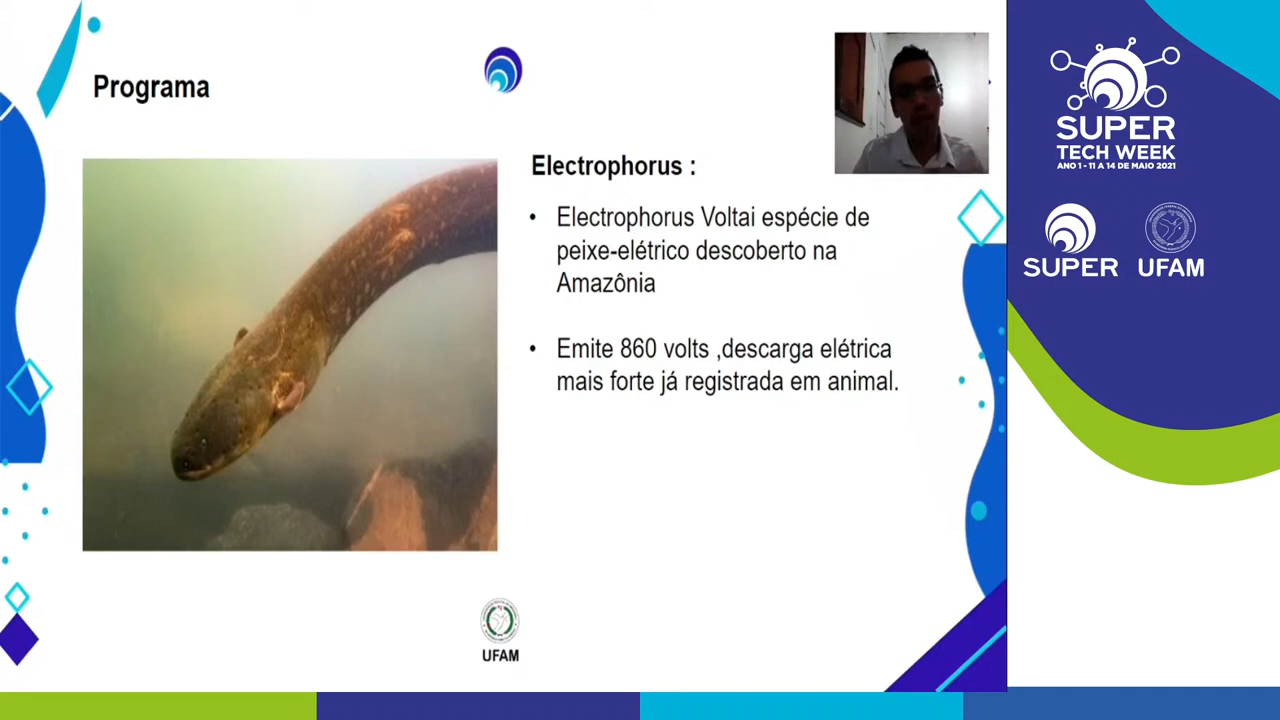 Programa
Electrophorus :
• Electrophorus Voltai espécie de
peixe-elétrico descoberto na
Amazônia
• Emite 860 volts ,descarga elétrica
mais forte já registrada em animal.
UFAM
SUPER
TECH WEEK
ANO 1 - 11 A 14 DE MAIO 2021
SUPER
UFAM